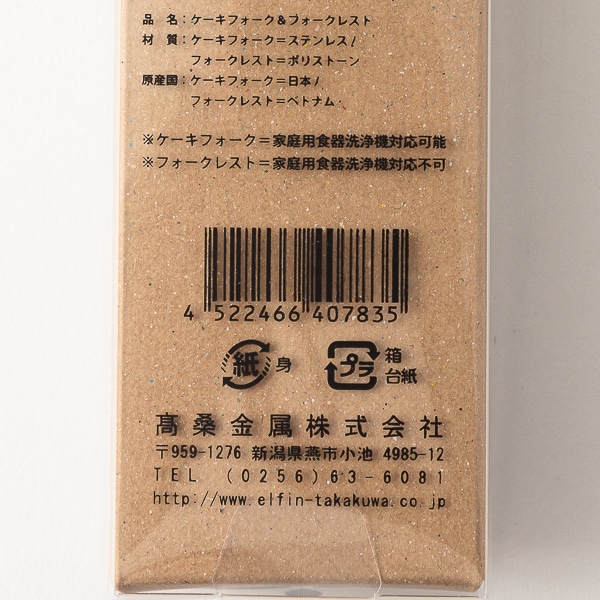 品 名：ケーキフォーク&フォークレスト
材 質：ケーキフォーク＝ステンレス/
フォークレスト＝ポリストーン
原産国：ケーキフォーク＝日本/
フォークレスト＝ベトナム
※ケーキフォーク＝家庭用食器洗浄機対応可能
※フォークレスト＝家庭用食器洗浄機対応不可
4 522466 407835
紙 身
プラ 箱
台紙
髙桑金属株式会社
〒959-1276 新潟県燕市小池 4985-12
TEL (0256)63-6081
http://www.elfin-takakuwa.co.jp